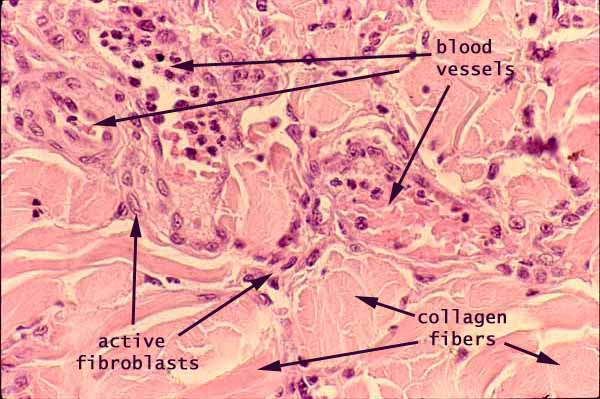 blood
vessels
active
fibroblasts
collagen
fibers